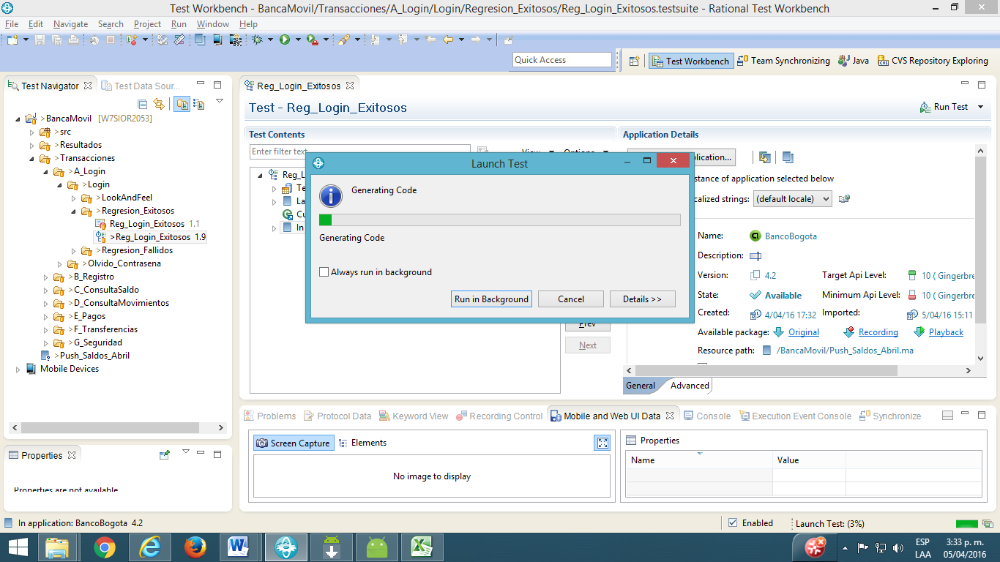 Test Workbench - BancaMovil/Transacciones/A_Login/Login/Regresion_Exitosos/Reg_Login_Exitosos.testsuite - Rational Test Workbench
File Edit Navigate Search Project Run Window Help
Quick Access
Test Workbench Team Synchronizing Java CVS Repository Exploring
Test Navigator Test Data Sour...
>BancaMovil [W7SIOR2053]
>src
>Resultados
>Transacciones
>A_Login
>Login
>LookAndFeel
>Regresion_Exitosos
Reg_Login_Exitosos 1.1
>Reg_Login_Exitosos 1.9
>Regresion_Fallidos
>Olvido_Contrasena
>B_Registro
>C_ConsultaSaldo
>D_ConsultaMovimientos
>E_Pagos
>F_Transferencias
>G_Seguridad
>Push_Saldos_Abril
Mobile Devices
Properties
Properties are not available
Reg_Login_Exitosos
Test - Reg_Login_Exitosos
Run Test
Test Contents
Enter filter text
View Options
Reg_L
Te
La
Cu
In
Prev
Next
Launch Test
Generating Code
Generating Code
Always run in background
Run in Background Cancel Details >>
Application Details
plication...
stance of application selected below
calized strings: (default locale)
Name: BancoBogota
Description:
Version: 4.2 Target Api Level: 10 ( Gingerbre
State: Available Minimum Api Level: 10 ( Gingerbre
Created: 4/04/16 17:32 Imported: 5/04/16 15:11
Available package: Original Recording Playback
Resource path: /BancaMovil/Push_Saldos_Abril.ma
General Advanced
Problems Protocol Data Keyword View Recording Control Mobile and Web UI Data Console Execution Event Console Synchronize
Screen Capture Elements
No image to display
Properties
Name Value
In application: BancoBogota 4.2
Enabled
Launch Test: (3%)
ESP
LAA
3:33 p. m.
05/04/2016